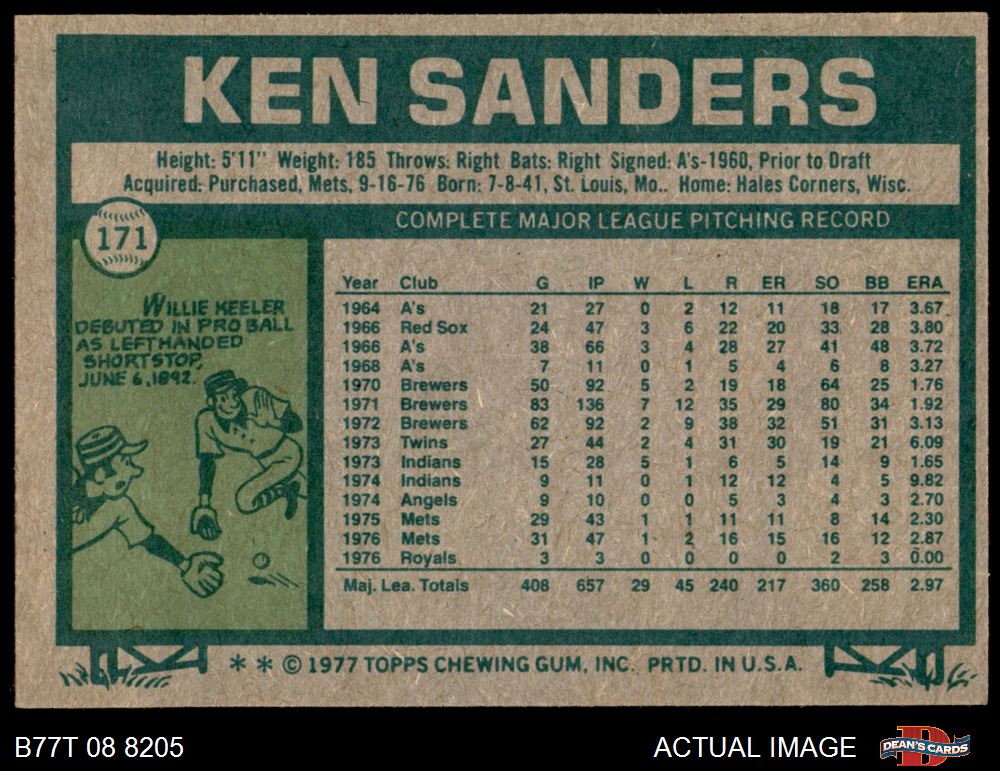 KEN SANDERS
Height: 5'11" Weight: 185 Throws: Right Bats: Right Signed: A's-1960, Prior to Draft
Acquired: Purchased, Mets, 9-16-76 Born: 7-8-41, St. Louis, Mo.. Home: Hales Corners, Wisc.
171
COMPLETE MAJOR LEAGUE PITCHING RECORD
WILLIE KEELER
DEBUTED IN PRO BALL
AS LEFTHANDED
SHORTSTOP,
JUNE 6, 1892.
Year Club G IP W L R ER SO BB ERA
1964 A's 21 27 0 2 12 11 18 17 3.67
1966 Red Sox 24 47 3 6 22 20 33 28 3.80
1966 A's 38 66 3 4 28 27 41 48 3.72
1968 A's 7 11 0 1 5 4 6 8 3.27
1970 Brewers 50 92 5 2 19 18 64 25 1.76
1971 Brewers 83 136 7 12 35 29 80 34 1.92
1972 Brewers 62 92 2 9 38 32 51 31 3.13
1973 Twins 27 44 2 4 31 30 19 21 6.09
1973 Indians 15 28 5 1 6 5 14 9 1.65
1974 Indians 9 11 0 1 12 12 4 5 9.82
1974 Angels 9 10 0 0 5 3 4 3 2.70
1975 Mets 29 43 1 1 11 11 8 14 2.30
1976 Mets 31 47 1 2 16 15 16 12 2.87
1976 Royals 3 3 0 0 0 0 2 3 0.00
Maj. Lea. Totals 408 657 29 45 240 217 360 258 2.97
* * © 1977 TOPPS CHEWING GUM, INC. PRTD. IN U.S.A.
B77T 08 8205
ACTUAL IMAGE
DEAN'S CARDS